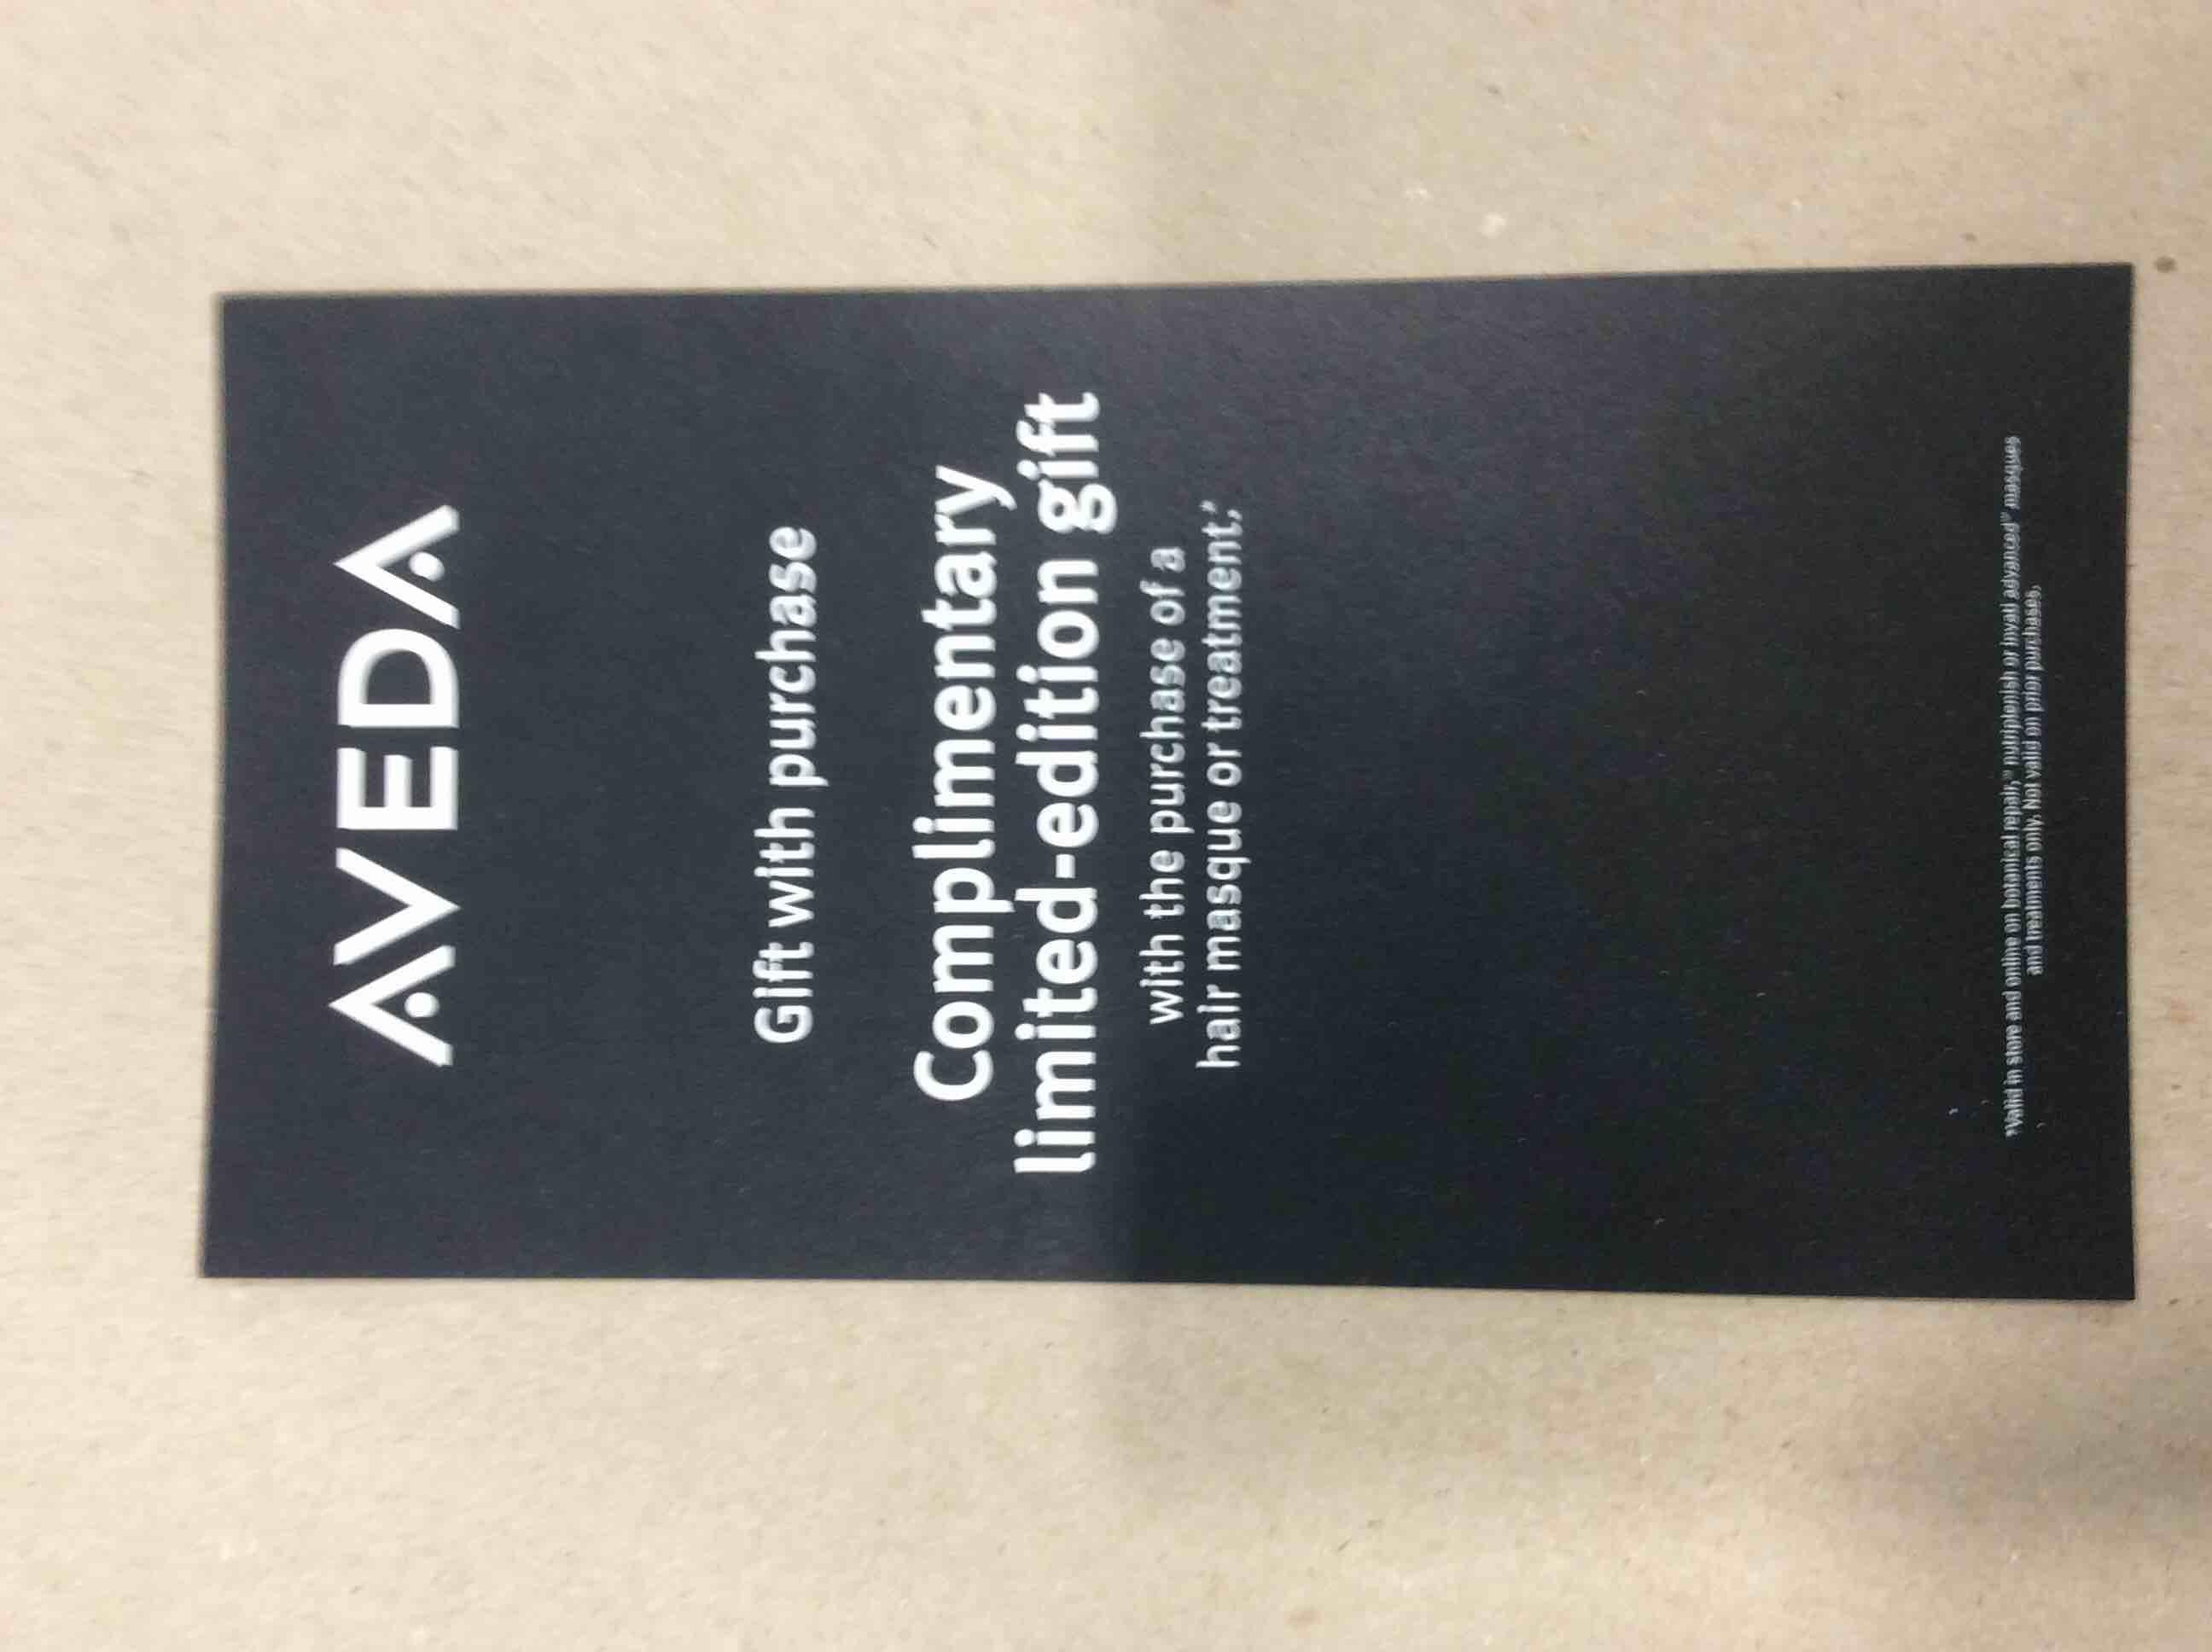 AVEDA
Gift with purchase
Complimentary
limited-edition gift
with the purchase of a
hair masque or treatment.*
*Valid in store and online on botanical repair,™ nutriplenish or invati advanced™ masques
and treatments only. Not valid on prior purchases.